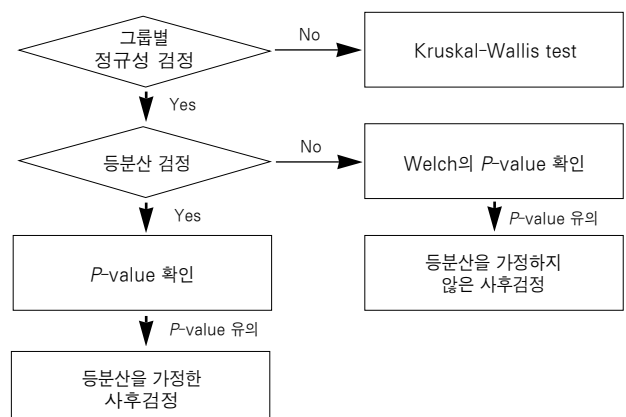 그룹별
정규성 검정
No
Kruskal-Wallis test
Yes
등분산 검정
No
Welch의 P-value 확인
Yes
P-value 유의
P-value 확인
등분산을 가정하지
않은 사후검정
P-value 유의
등분산을 가정한
사후검정